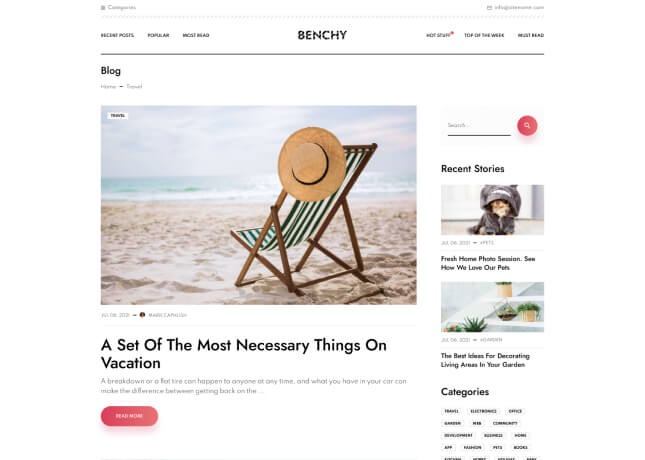 Categories
info@sitename.com
RECENT POSTS
POPULAR
MUST READ
BENCHY
HOT STUFF
TOP OF THE WEEK
MUST READ
Blog
Home – Travel
TRAVEL
JUL 06, 2021 – MARK CAPHLISH
A Set Of The Most Necessary Things On
Vacation
A breakdown or a flat tire can happen to anyone at any time, and what you have in your car can
make the difference between getting back on the ...
READ MORE
Search...
Recent Stories
JUL 06, 2021 – #PETS
Fresh Home Photo Session. See
How We Love Our Pets
JUL 06, 2021 – #GARDEN
The Best Ideas For Decorating
Living Areas In Your Garden
Categories
TRAVEL ELECTRONICS OFFICE
GARDEN WEB COMMUNITY
DEVELOPMENT BUSINESS HOME
APP FASHION PETS BOOKS